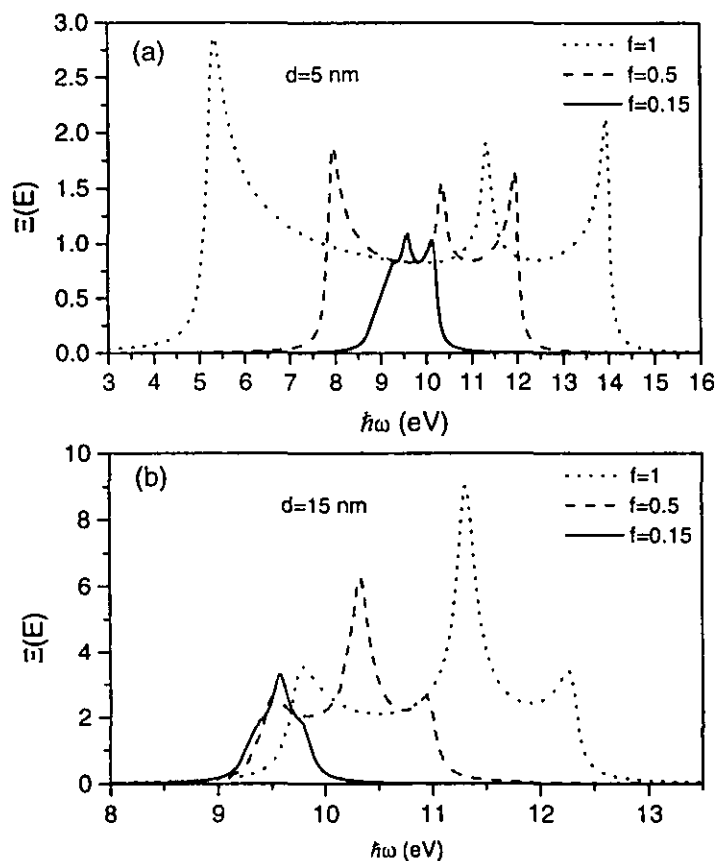 (a)
d=5 nm
f=1
f=0.5
f=0.15
3.0
2.5
2.0
1.5
1.0
0.5
0.0
Ξ(E)
3 4 5 6 7 8 9 10 11 12 13 14 15 16
ħω (eV)
(b)
d=15 nm
f=1
f=0.5
f=0.15
10
8
6
4
2
0
Ξ(E)
8 9 10 11 12 13
ħω (eV)